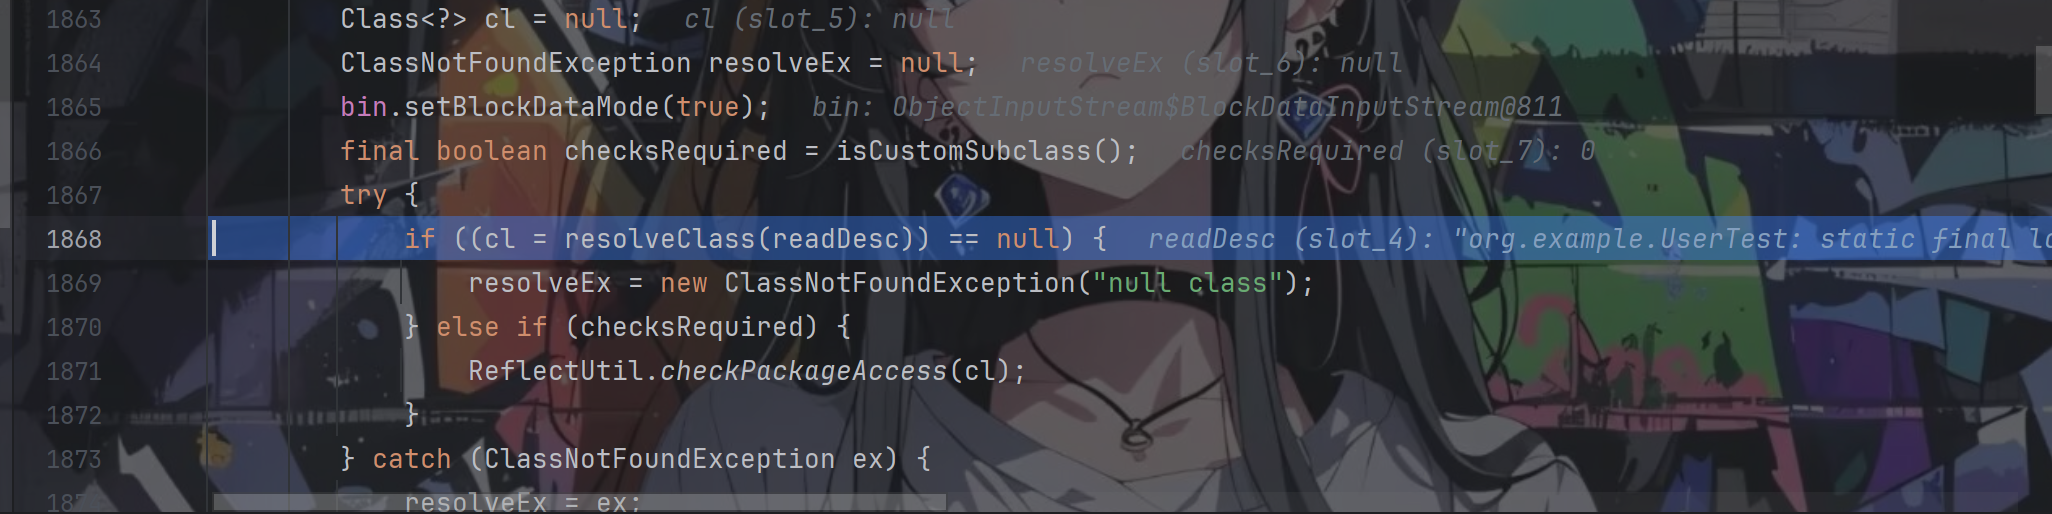 1863 Class<?> cl = null; cl (slot_5): null
1864 ClassNotFoundException resolveEx = null; resolveEx (slot_6): null
1865 bin.setBlockDataMode(true); bin: ObjectInputStream$BlockDataInputStream@811
1866 final boolean checksRequired = isCustomSubclass(); checksRequired (slot_7): 0
1867 try {
1868 if ((cl = resolveClass(readDesc)) == null) { readDesc (slot_4): "org.example.UserTest: static final lo
1869 resolveEx = new ClassNotFoundException("null class");
1870 } else if (checksRequired) {
1871 ReflectUtil.checkPackageAccess(cl);
1872 }
1873 } catch (ClassNotFoundException ex) {
1874 resolveEx = ex;